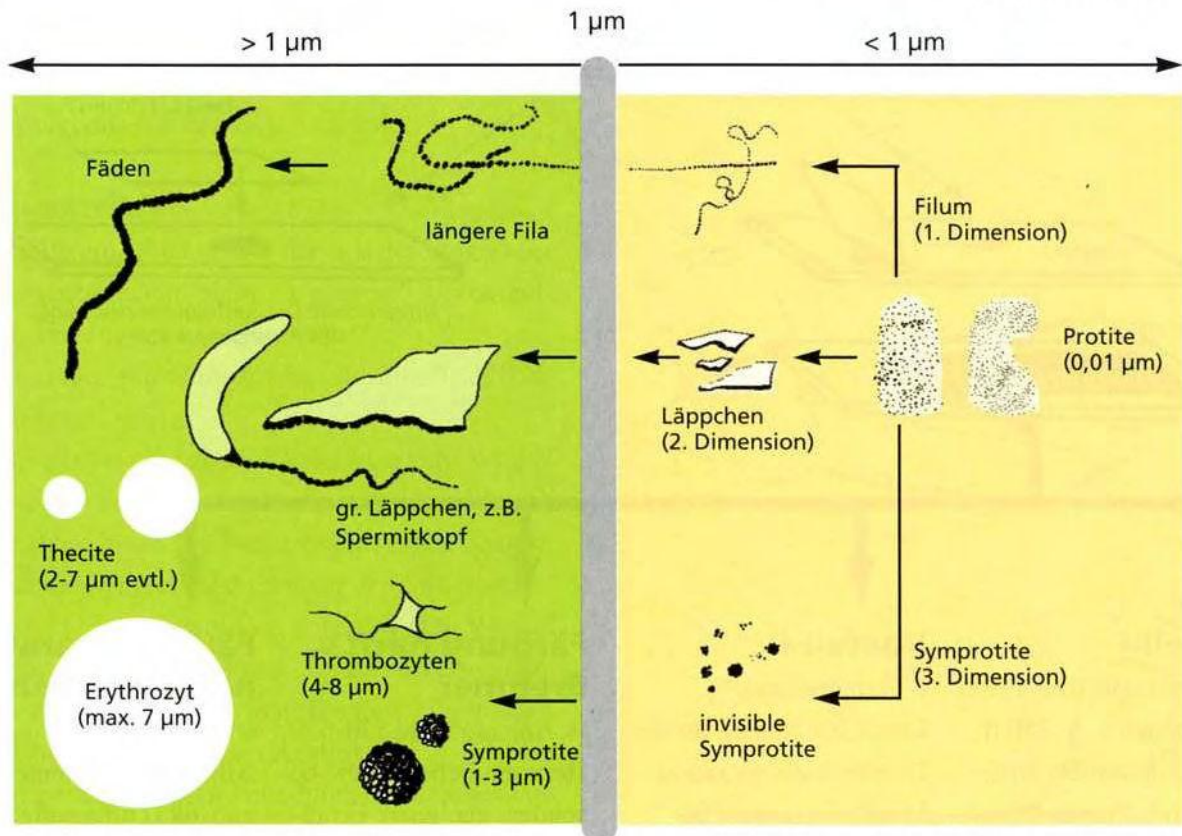 1 µm
> 1 µm
< 1 µm
Fäden
längere Fila
Filum
(1. Dimension)
Protite
(0,01 µm)
Läppchen
(2. Dimension)
gr. Läppchen, z.B.
Spermitkopf
Thecite
(2-7 µm evtl.)
Thrombozyten
(4-8 µm)
Erythrozyt
(max. 7 µm)
Symprotite
(1-3 µm)
invisible
Symprotite
Symprotite
(3. Dimension)